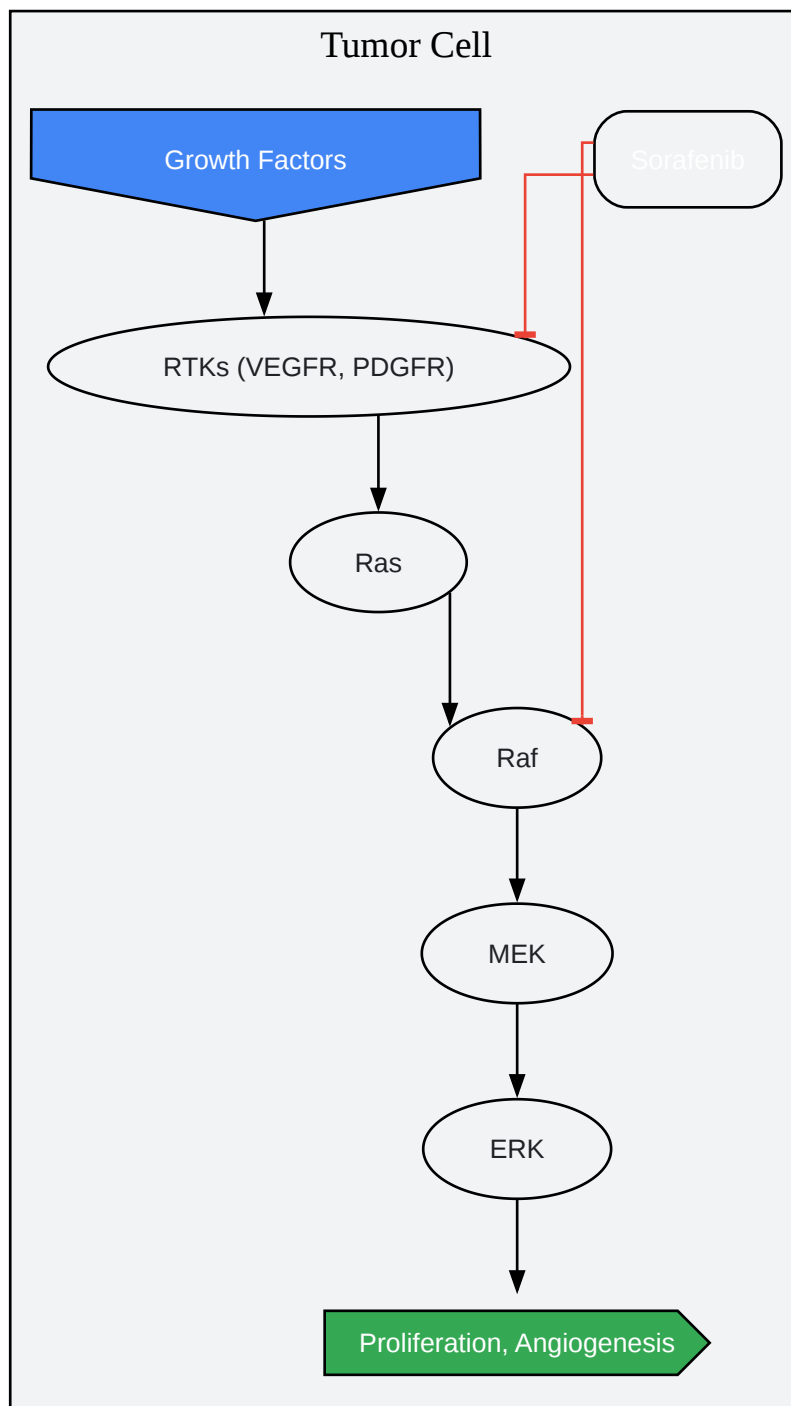 Tumor Cell
Growth Factors
Sorafenib
RTKs (VEGFR, PDGFR)
Ras
Raf
MEK
ERK
Proliferation, Angiogenesis